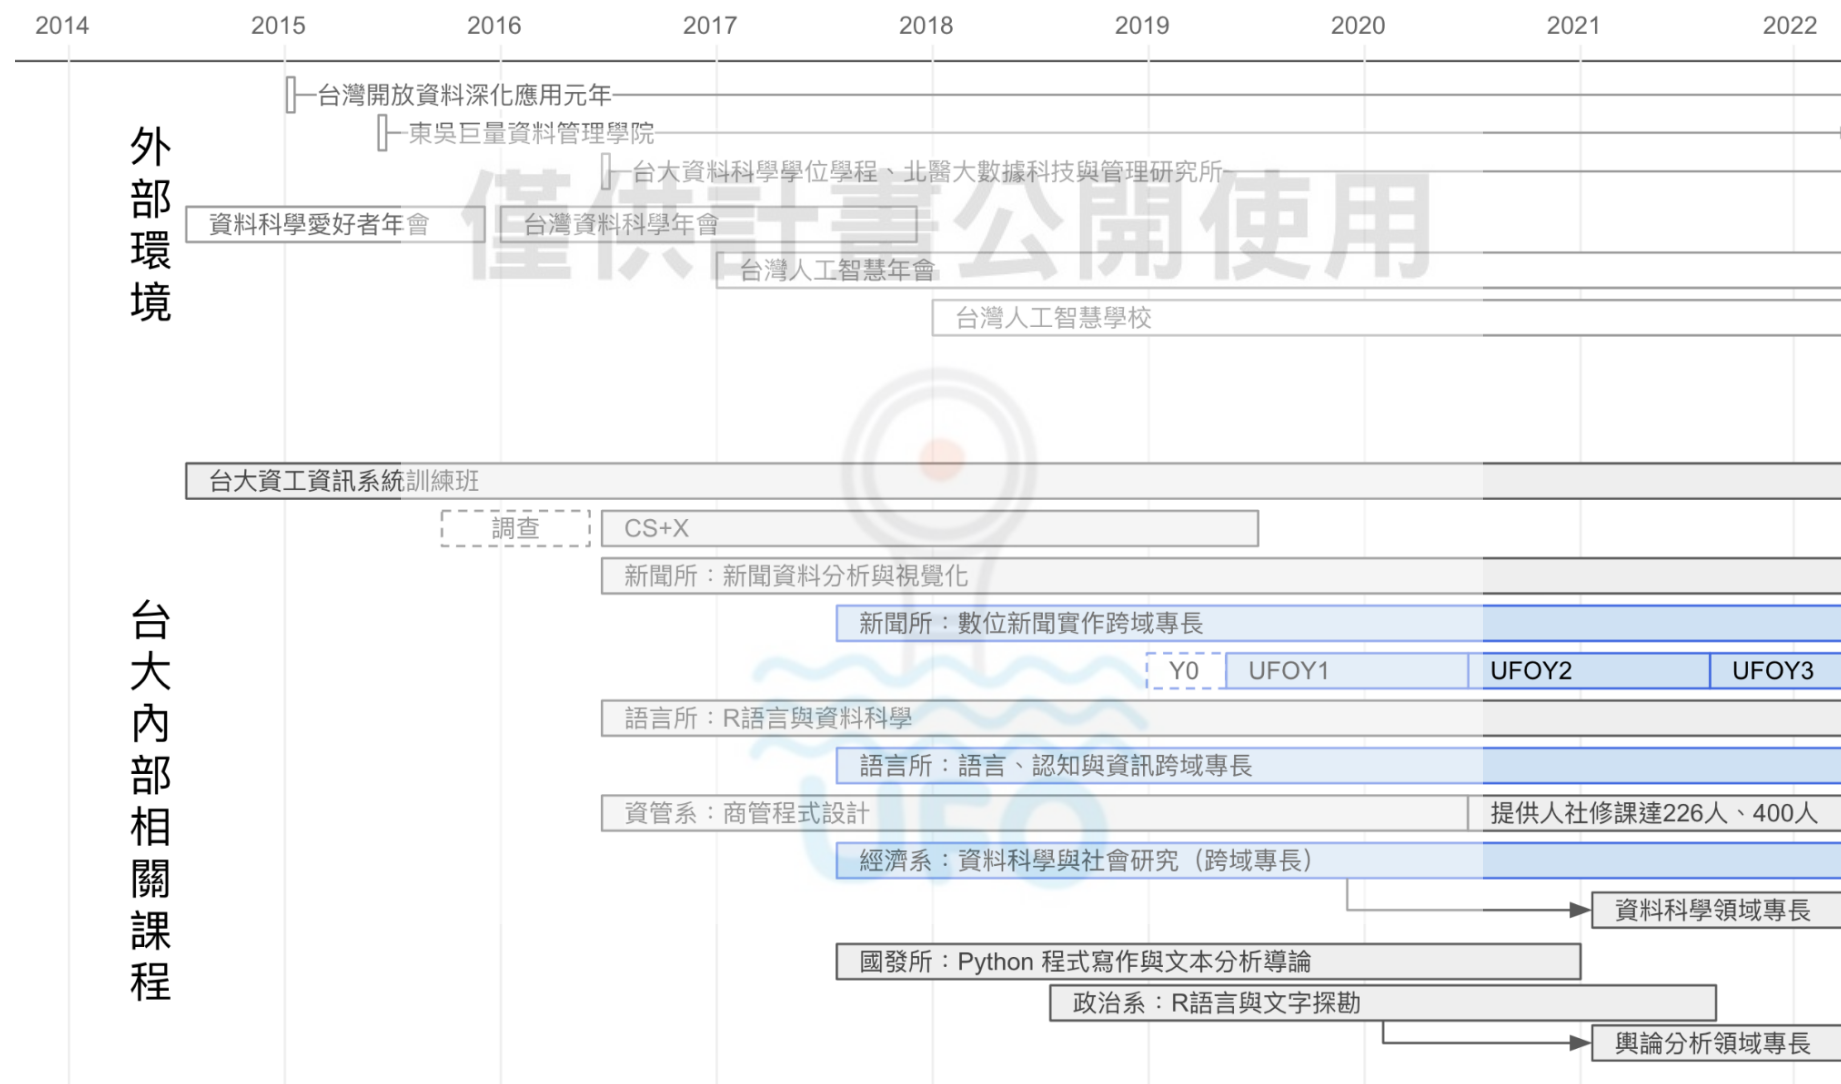 2014 2015 2016 2017 2018 2019 2020 2021 2022
外部環境
台灣開放資料深化應用元年
東吳巨量資料管理學院
台大資料科學學位學程、北醫大數據科技與管理研究所
僅供計畫公開使用
資料科學愛好者年會 台灣資料科學年會
台灣人工智慧年會
台灣人工智慧學校
台大內部相關課程
台大資工資訊系統訓練班
調查 CS+X
新聞所：新聞資料分析與視覺化
新聞所：數位新聞實作跨域專長
Y0 UFOY1 UFOY2 UFOY3
語言所：R語言與資料科學
語言所：語言、認知與資訊跨域專長
資管系：商管程式設計 提供人社修課達226人、400人
UFO
經濟系：資料科學與社會研究（跨域專長）
資料科學領域專長
國發所：Python 程式寫作與文本分析導論
政治系：R語言與文字探勘
輿論分析領域專長